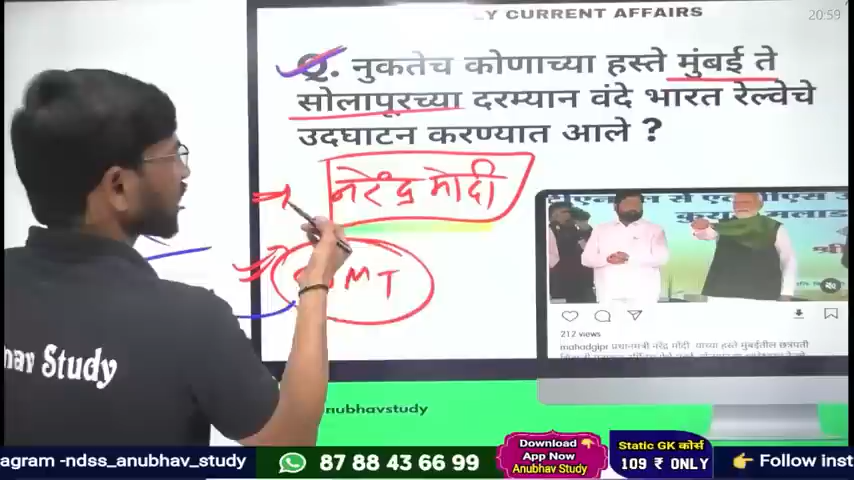 LY CURRENT AFFAIRS
20:59
Q. नुकतेच कोणाच्या हस्ते मुंबई ते
सोलापूरच्या दरम्यान वंदे भारत रेल्वेचे
उदघाटन करण्यात आले ?
नरेंद्र मोदी
MT
212 views
mahadgipr प्रधानमंत्री नरेंद्र मोदी यांच्या हस्ते मुंबईतील छत्रपती
hav Study
nubhavstudy
agram -ndss_anubhav_study
87 88 43 66 99
Download
App Now
Anubhav Study
Static GK कोर्स
109 ₹ ONLY
Follow inst